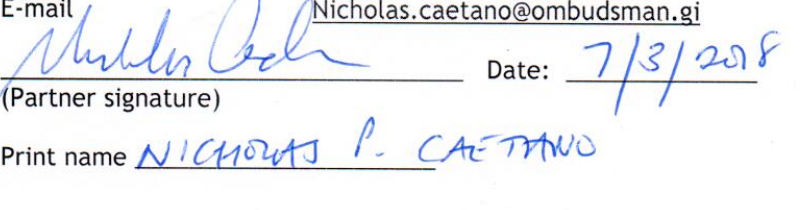 E-mail Nicholas.caetano@ombudsman.gi
Date: 7/3/2018
(Partner signature)
Print name NICHOLAS P. CAETANO